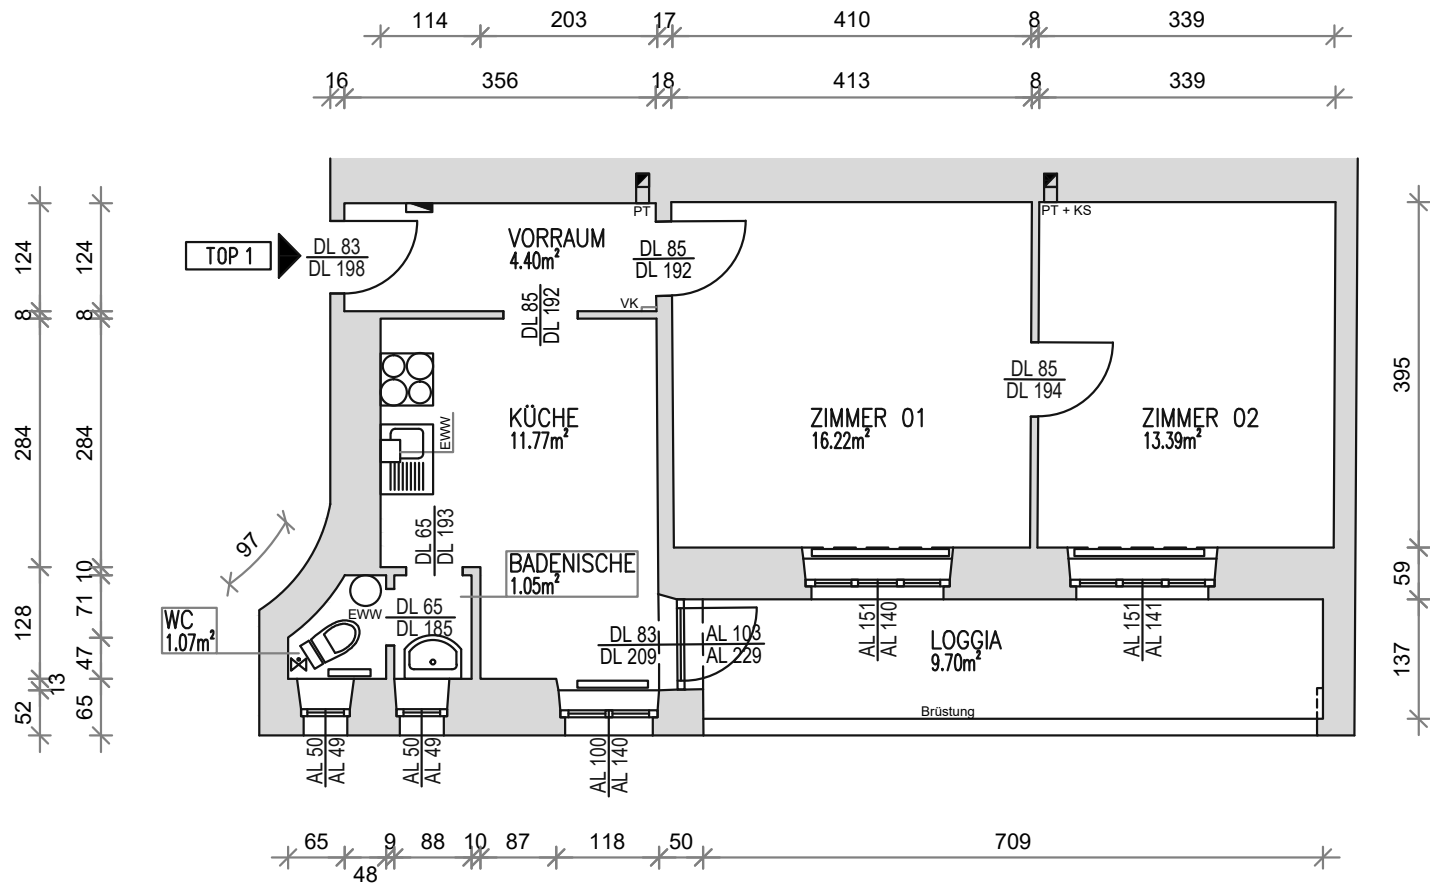 114 203 17 410 8 339
16 356 18 413 8 339
PT
PT + KS
TOP 1
DL 83
DL 198
VORRAUM
4.40m²
DL 85
DL 192
VK
DL 85
DL 192
DL 85
DL 194
KÜCHE
11.77m²
EWW
ZIMMER 01
16.22m²
ZIMMER 02
13.39m²
DL 65
DL 193
BADENISCHE
1.05m²
WC
1.07m²
EWW
DL 65
DL 185
DL 83
DL 209
AL 103
AL 229
AL 151
AL 140
AL 151
AL 141
LOGGIA
9.70m²
Brüstung
AL 50
AL 49
AL 50
AL 49
AL 100
AL 140
124
8
284
128
13
52
124
8
284
10
71
47
65
97
395
59
137
65 9 88 10 87 118 50 709
48